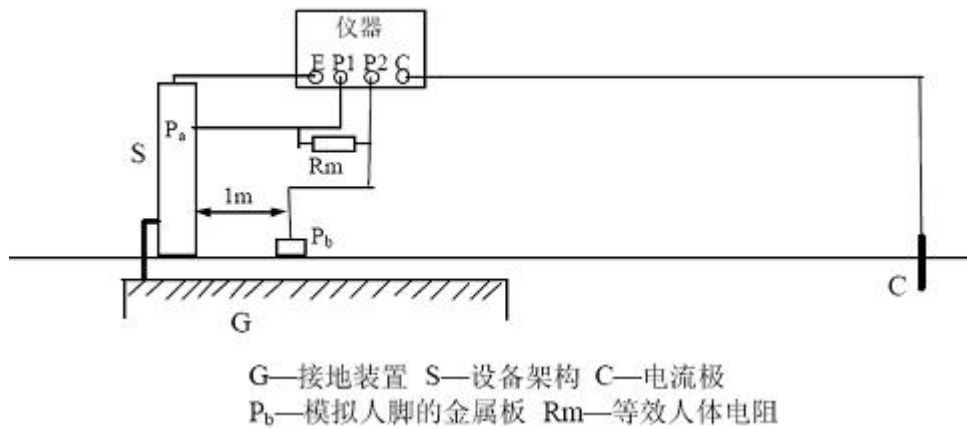 仪器
E P1 P2 C
Pa
S
Rm
1m
Pb
C
G
G—接地装置 S—设备架构 C—电流极
Pb—模拟人脚的金属板 Rm—等效人体电阻